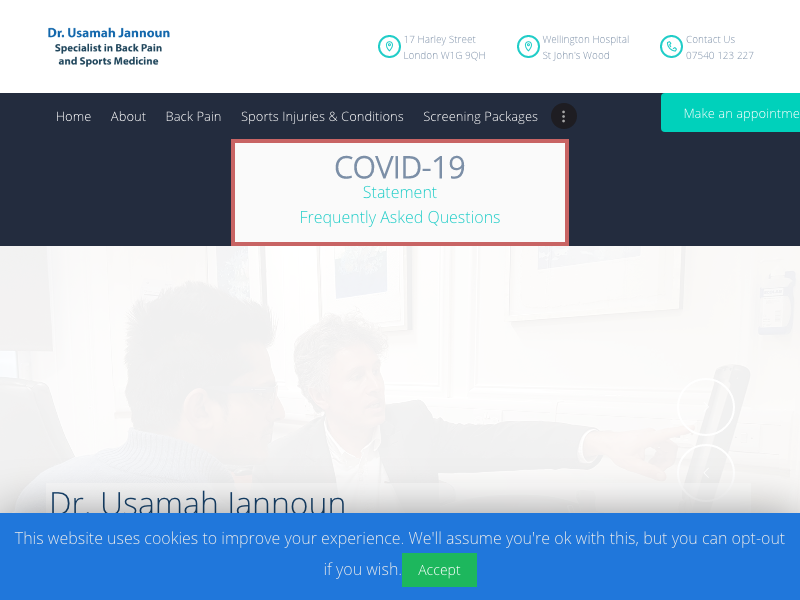 Dr. Usamah Jannoun
Specialist in Back Pain
and Sports Medicine
17 Harley Street
London W1G 9QH
Wellington Hospital
St John's Wood
Contact Us
07540 123 227
Home About Back Pain Sports Injuries & Conditions Screening Packages
Make an appointme
COVID-19
Statement
Frequently Asked Questions
Dr. Usamah Jannoun
This website uses cookies to improve your experience. We'll assume you're ok with this, but you can opt-out
if you wish. Accept